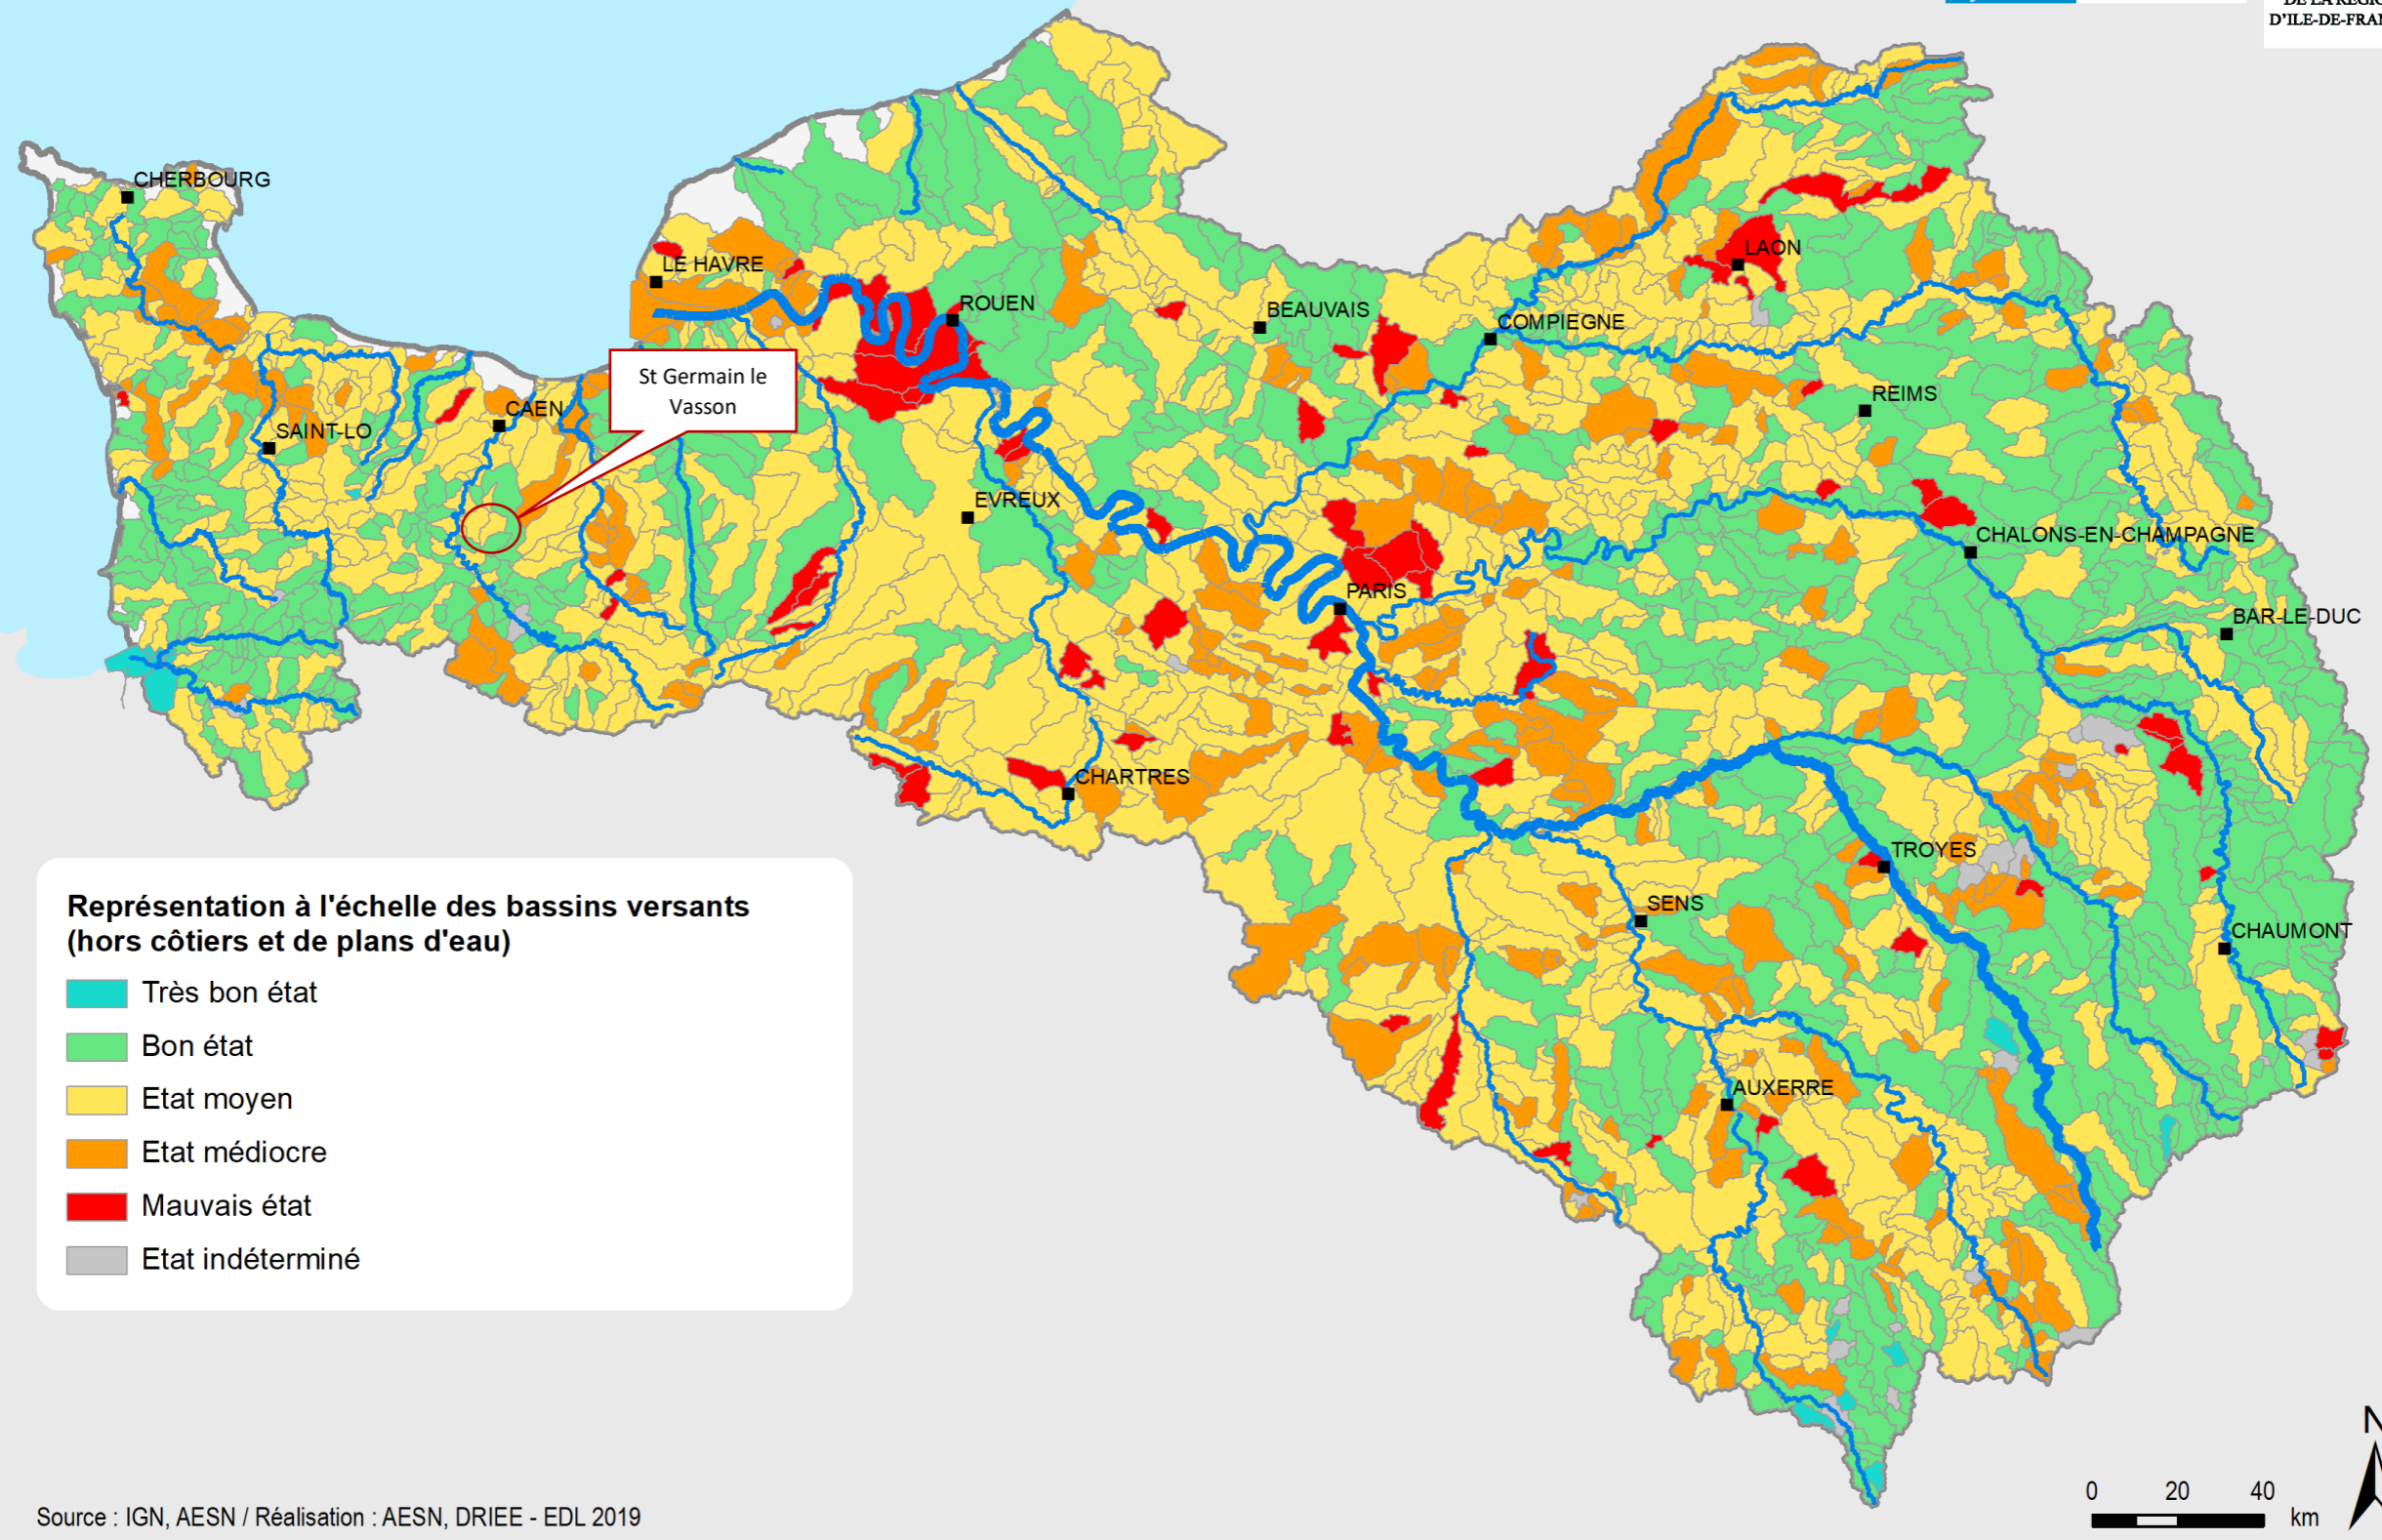 D'ILE-DE-FRAN
CHERBOURG
LE HAVRE
ROUEN
BEAUVAIS
COMPIEGNE
LAON
REIMS
St Germain le
Vasson
CAEN
SAINT-LO
EVREUX
CHALONS-EN-CHAMPAGNE
PARIS
BAR-LE-DUC
CHARTRES
TROYES
SENS
CHAUMONT
AUXERRE
Représentation à l'échelle des bassins versants
(hors côtiers et de plans d'eau)
Très bon état
Bon état
Etat moyen
Etat médiocre
Mauvais état
Etat indéterminé
N
0 20 40
km
Source : IGN, AESN / Réalisation : AESN, DRIEE - EDL 2019